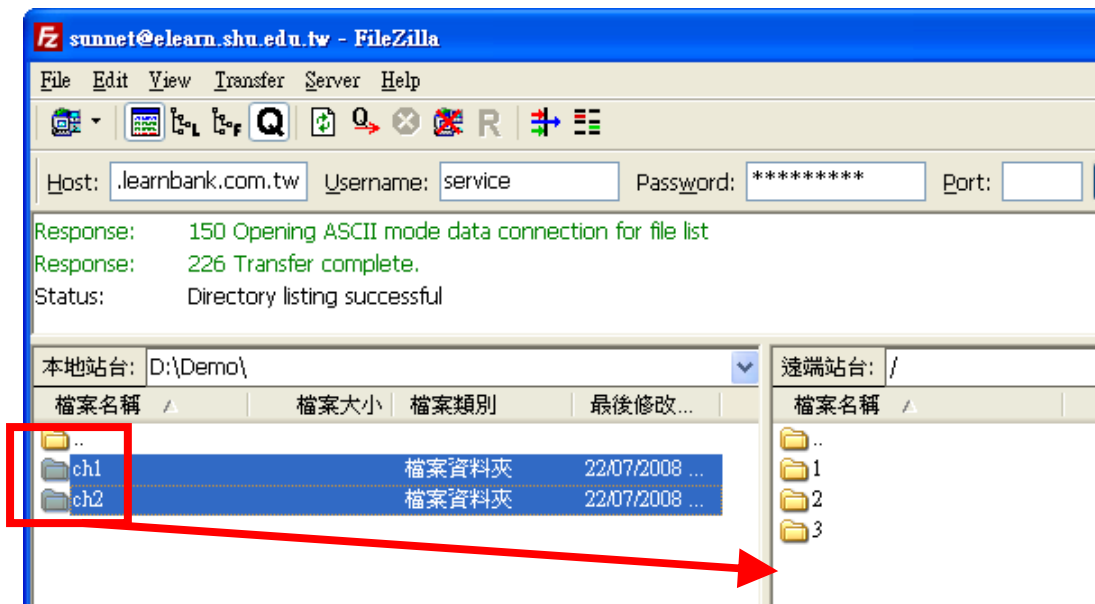 sunnet@elearn.shu.edu.tw - FileZilla
File Edit View Transfer Server Help
L F Q Q R
Host: .learnbank.com.tw Username: service Password: ********* Port:
Response: 150 Opening ASCII mode data connection for file list
Response: 226 Transfer complete.
Status: Directory listing successful
本地站台: D:\Demo\ 遠端站台: /
檔案名稱 檔案大小 檔案類別 最後修改... 檔案名稱
.. ..
ch1 檔案資料夾 22/07/2008 ... 1
ch2 檔案資料夾 22/07/2008 ... 2
3